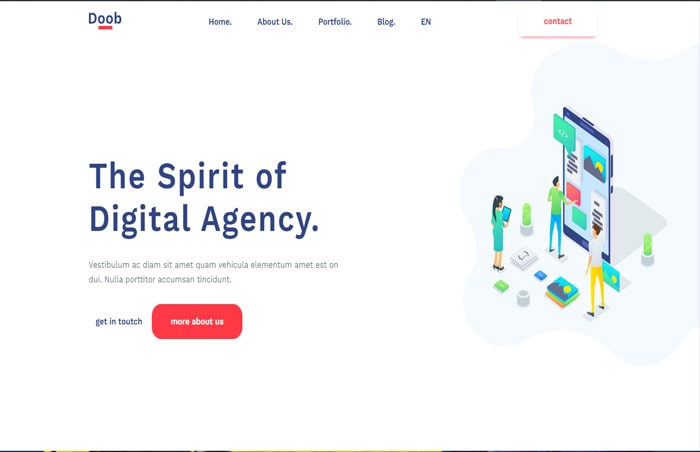 Doob
Home.
About Us.
Portfolio.
Blog.
EN
contact
</>
The Spirit of
Digital Agency.
Vestibulum ac diam sit amet quam vehicula elementum amet est on
dui. Nulla porttitor accumsan tincidunt.
get in toutch
more about us